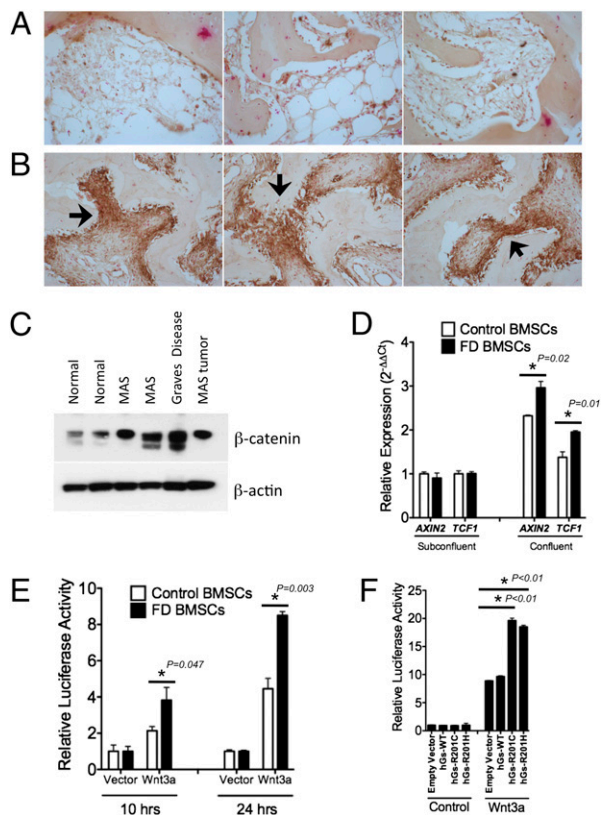 A
B
C
Normal
Normal
MAS
MAS
Graves Disease
MAS tumor
β-catenin
β-actin
D
Relative Expression (2^-ΔΔCt)
4
3
2
1
0
Control BMSCs
FD BMSCs
P=0.02
*
P=0.01
*
AXIN2 TCF1 AXIN2 TCF1
Subconfluent Confluent
E
Relative Luciferase Activity
10
8
6
4
2
0
Control BMSCs
FD BMSCs
P=0.003
*
P=0.047
*
Vector Wnt3a Vector Wnt3a
10 hrs 24 hrs
F
Relative Luciferase Activity
25
20
15
10
5
0
* P<0.01
* P<0.01
Empty Vector
hGs-WT
hGs-R201C
hGs-R201H
Empty Vector
hGs-WT
hGs-R201C
hGs-R201H
Control Wnt3a